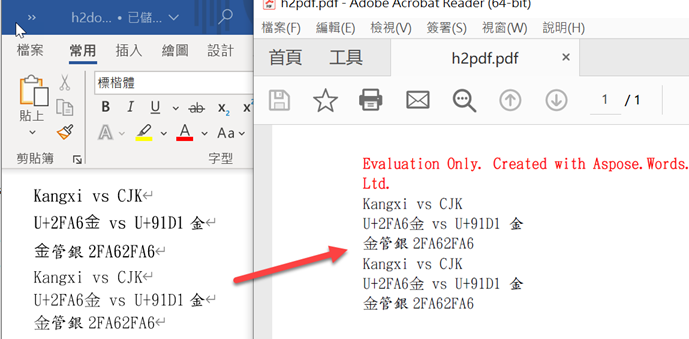 h2do... • 已儲...
檔案 常用 插入 繪圖 設計
貼上
標楷體
B I U ab x₂ x
A A Aa
剪貼簿 字型
Kangxi vs CJK↵
U+2FA6⾦ vs U+91D1 金↵
⾦管銀 2FA62FA6↵
Kangxi vs CJK↵
U+2FA6⾦ vs U+91D1 金↵
⾦管銀 2FA62FA6↵
h2pdf.pdf - Adobe Acrobat Reader (64-bit)
檔案(F) 編輯(E) 檢視(V) 簽署(S) 視窗(W) 說明(H)
首頁 工具 h2pdf.pdf ×
1 / 1
Evaluation Only. Created with Aspose.Words.
Ltd.
Kangxi vs CJK
U+2FA6⾦ vs U+91D1 金
⾦管銀 2FA62FA6
Kangxi vs CJK
U+2FA6⾦ vs U+91D1 金
⾦管銀 2FA62FA6